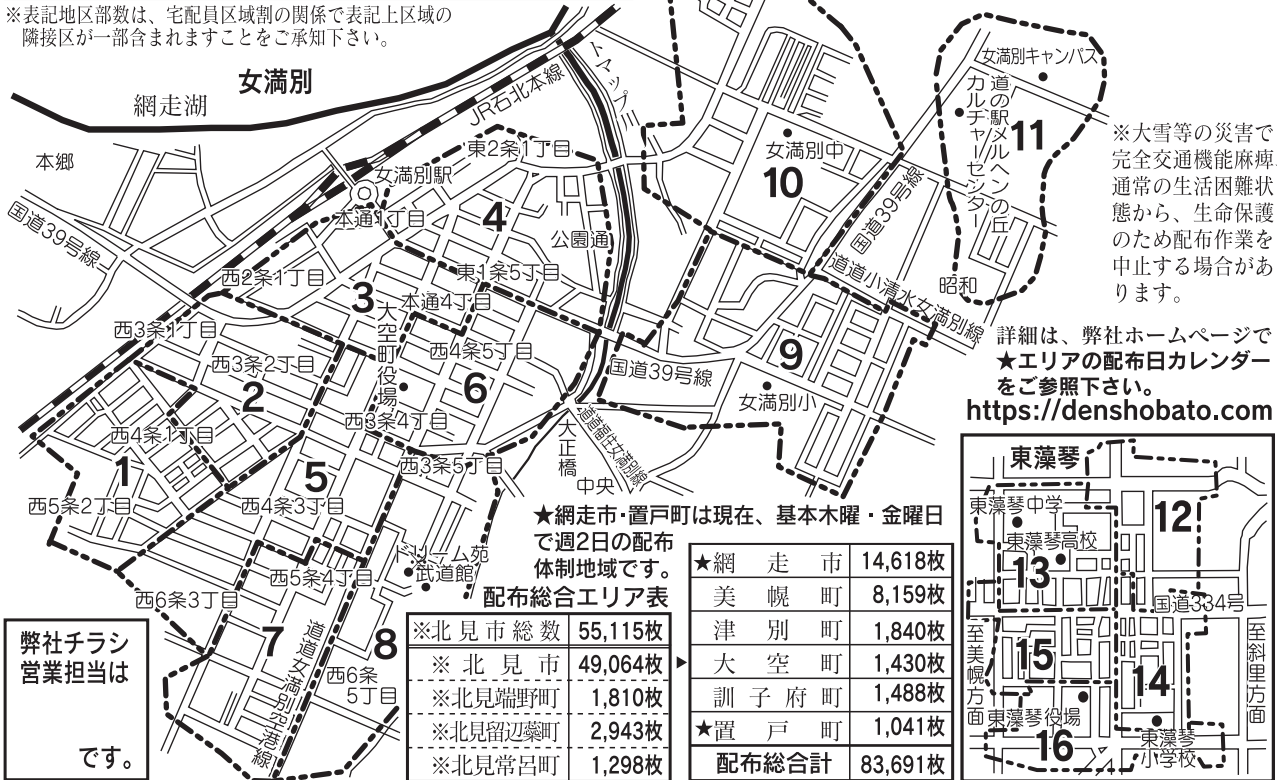 ※表記地区部数は、宅配員区域割の関係で表記上区域の
隣接区が一部含まれますことをご承知下さい。
女満別
網走湖
本郷
国道39号線
JR石北本線
トマップ川
東2条1丁目
女満別駅
本通1丁目
4
公園通
西2条1丁目
3
東1条5丁目
本通4丁目
大空町役場
西3条1丁目
西3条2丁目
2
西4条5丁目
6
西3条4丁目
西4条1丁目
1
5
西3条5丁目
西5条2丁目
西4条3丁目
西5条4丁目
ドリーム苑
武道館
西6条3丁目
7
8
道道女満別空港線
西6条
5丁目
女満別中
10
国道39号線
道道小清水女満別線
9
国道39号線
女満別小
大正橋
中央
女満別キャンパス
道の駅メルヘンの丘
カルチャーセンター
11
昭和
※大雪等の災害で
完全交通機能麻痺、
通常の生活困難状
態から、生命保護
のため配布作業を
中止する場合があ
ります。
詳細は、弊社ホームページで
★エリアの配布日カレンダー
をご参照下さい。
https://denshobato.com
★網走市・置戸町は現在、基本木曜・金曜日
で週2日の配布
体制地域です。
配布総合エリア表
※北見市総数 55,115枚
※北見市 49,064枚
※北見端野町 1,810枚
※北見留辺蘂町 2,943枚
※北見常呂町 1,298枚
▶
★網走市 14,618枚
美幌町 8,159枚
津別町 1,840枚
大空町 1,430枚
訓子府町 1,488枚
★置戸町 1,041枚
配布総合計 83,691枚
東藻琴
12
東藻琴中学
東藻琴高校
13
国道334号
15
14
至美幌方面
至斜里方面
東藻琴役場
16
東藻琴
小学校
弊社チラシ
営業担当は
です。